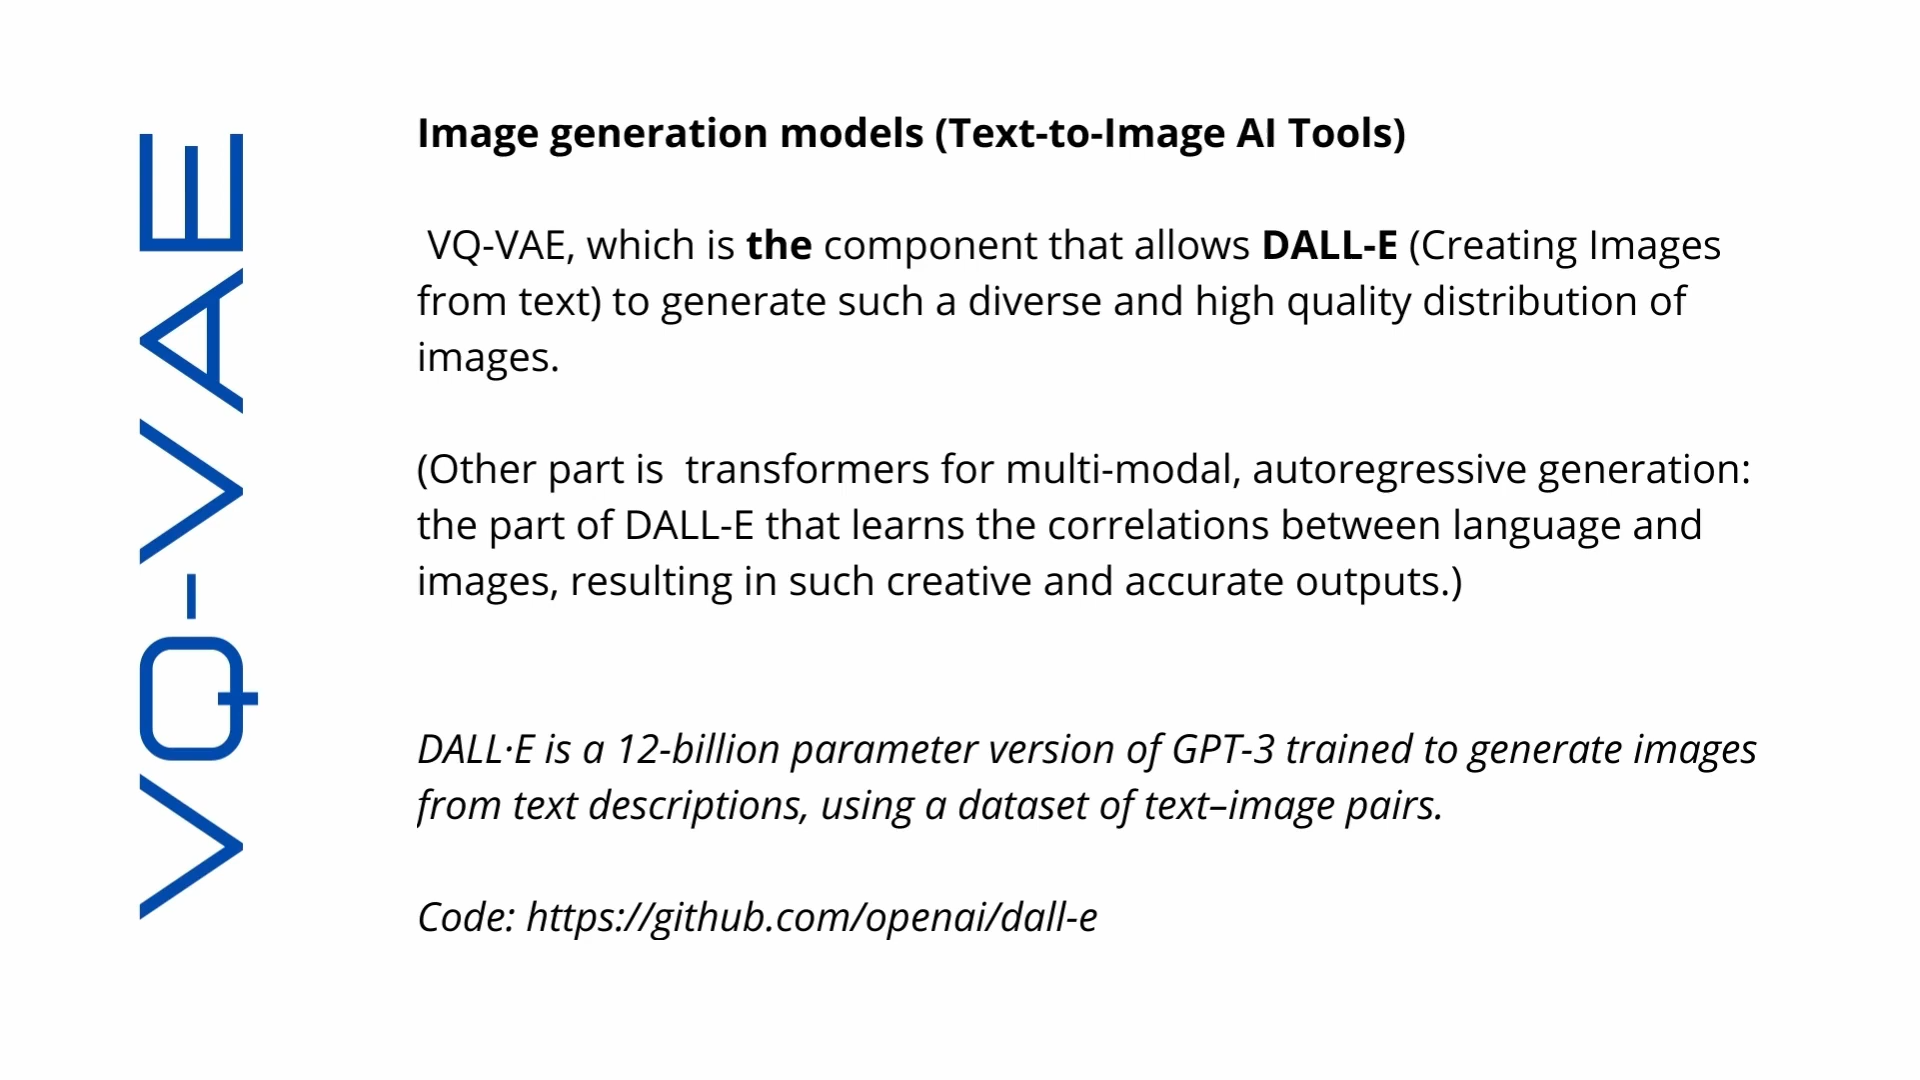 VQ-VAE
Image generation models (Text-to-Image AI Tools)
VQ-VAE, which is the component that allows DALL-E (Creating Images
from text) to generate such a diverse and high quality distribution of
images.
(Other part is  transformers for multi-modal, autoregressive generation:
the part of DALL-E that learns the correlations between language and
images, resulting in such creative and accurate outputs.)
DALL·E is a 12-billion parameter version of GPT-3 trained to generate images
from text descriptions, using a dataset of text–image pairs.
Code: https://github.com/openai/dall-e